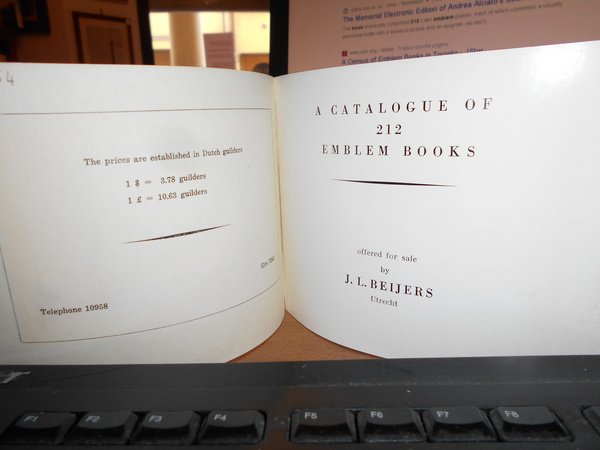 The Memorial Electronic Edition of Andrea Alciato's
A Census of Emblem Books in Toronto
The prices are established in Dutch guilders
1 $ = 3.78 guilders
1 £ = 10.63 guilders
Telephone 10958
A CATALOGUE OF
212
EMBLEM BOOKS
offered for sale
by
J. L. BEIJERS
Utrecht
F1 F2 F3 F4 F5 F6 F7 F8